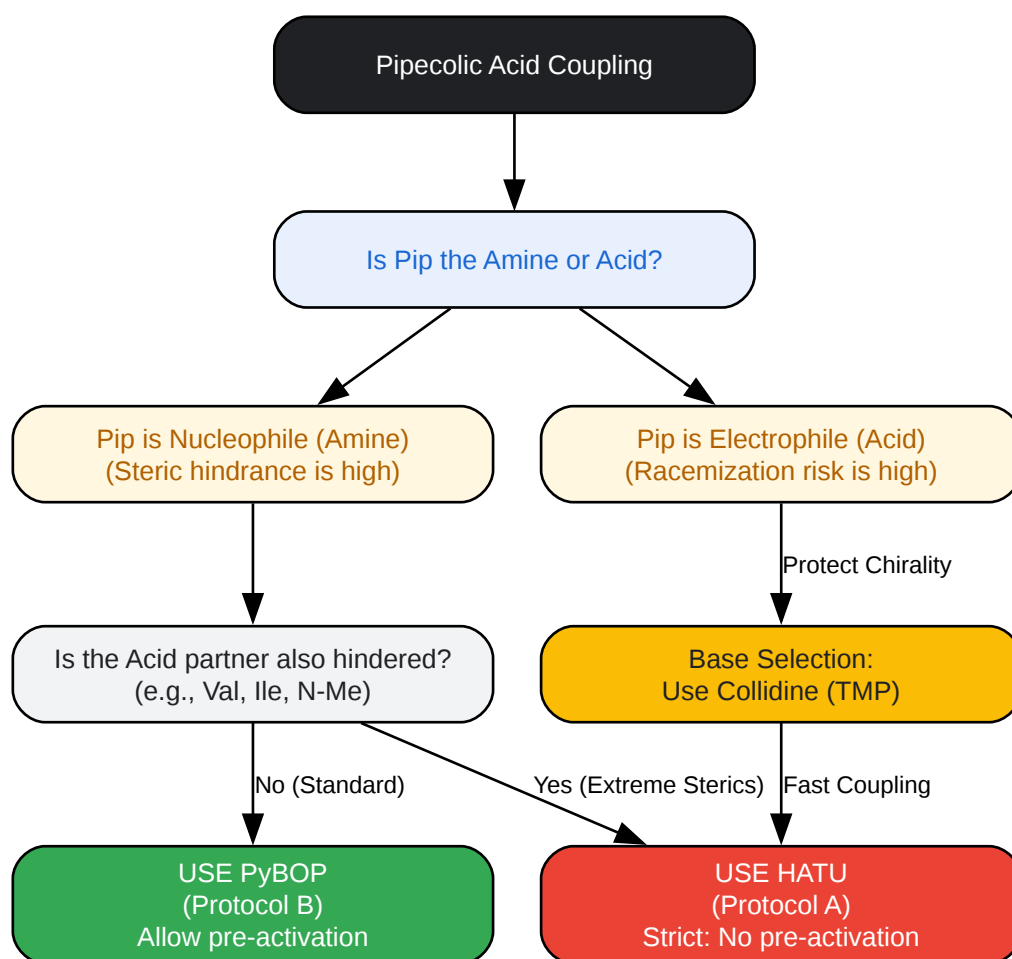 Pipecolic Acid Coupling
Is Pip the Amine or Acid?
Pip is Nucleophile (Amine)
(Steric hindrance is high)
Pip is Electrophile (Acid)
(Racemization risk is high)
Protect Chirality
Is the Acid partner also hindered?
(e.g., Val, Ile, N-Me)
Base Selection:
Use Collidine (TMP)
No (Standard)
Yes (Extreme Sterics)
Fast Coupling
USE PyBOP
(Protocol B)
Allow pre-activation
USE HATU
(Protocol A)
Strict: No pre-activation